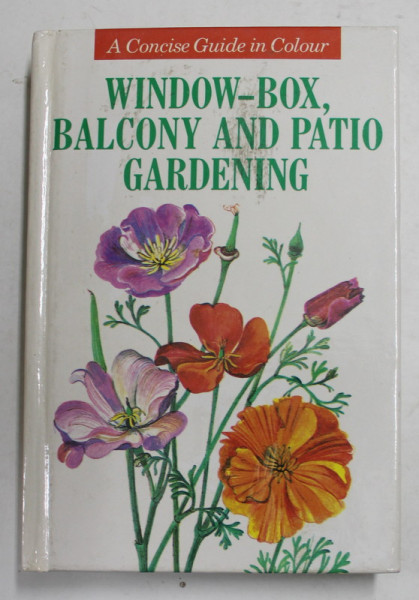 A Concise Guide in Colour
WINDOW-BOX,
BALCONY AND PATIO
GARDENING